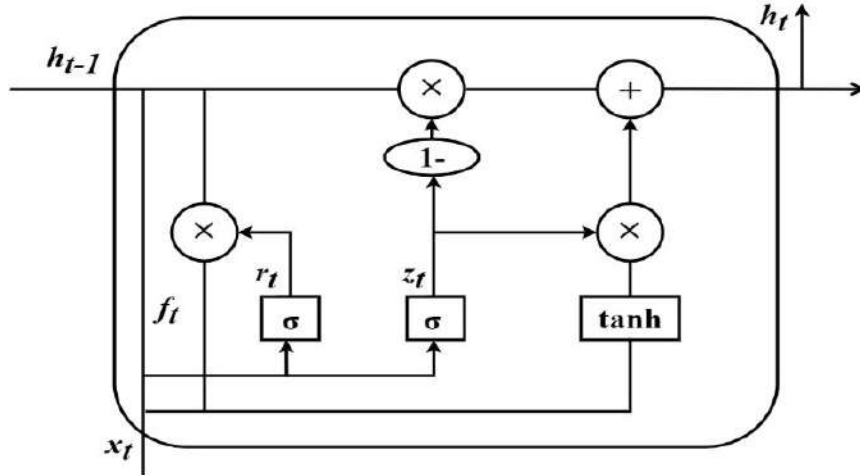 h_t
h_{t-1}
×
+
1-
×
×
r_t
z_t
f_t
σ
σ
tanh
x_t